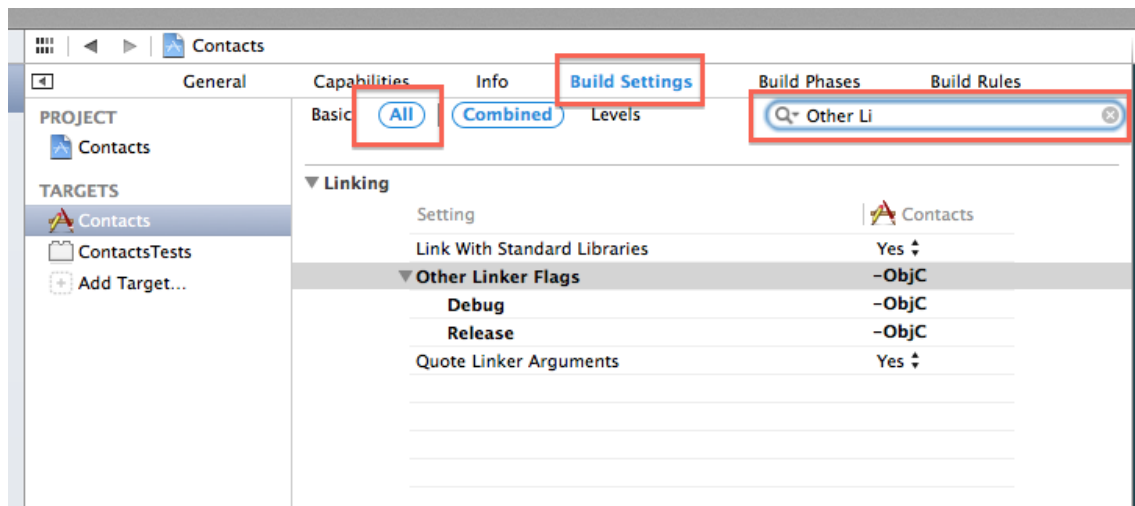 Contacts
General Capabilities Info Build Settings Build Phases Build Rules
PROJECT
Contacts
TARGETS
Contacts
ContactsTests
Add Target...
Basic All Combined Levels
Other Li
Linking
Setting Contacts
Link With Standard Libraries Yes
Other Linker Flags -ObjC
Debug -ObjC
Release -ObjC
Quote Linker Arguments Yes